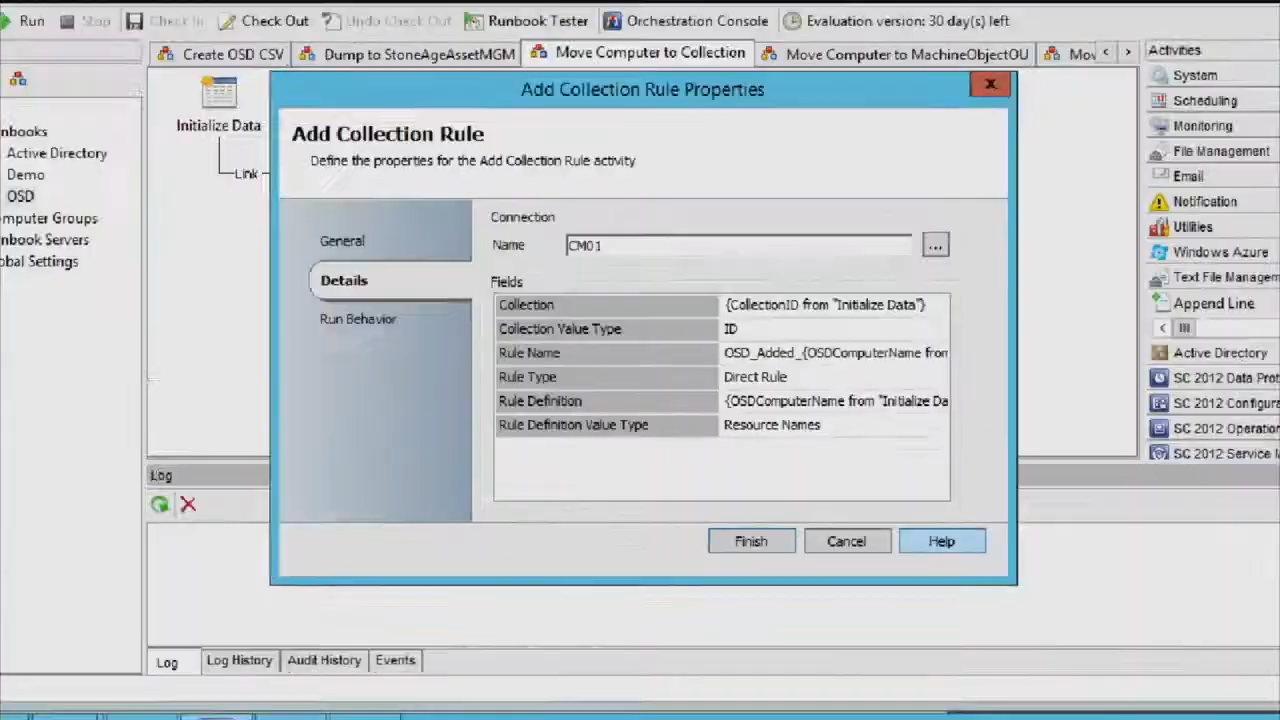 Run Stop Check In Check Out Undo Check Out Runbook Tester Orchestration Console Evaluation version: 30 day(s) left
Create OSD CSV Dump to StoneAgeAssetMGM Move Computer to Collection Move Computer to MachineObjectOU Mov
Activities
System
Scheduling
Monitoring
File Management
Email
Notification
Utilities
Windows Azure
Text File Managem
Append Line
Active Directory
SC 2012 Data Prot
SC 2012 Configura
SC 2012 Operation
SC 2012 Service M
nbooks
Active Directory
Demo
OSD
mputer Groups
nbook Servers
obal Settings
Initialize Data
Link
Add Collection Rule Properties
x
Add Collection Rule
Define the properties for the Add Collection Rule activity
General
Details
Run Behavior
Connection
Name CM01 ...
Fields
Collection {CollectionID from "Initialize Data"}
Collection Value Type ID
Rule Name OSD_Added_{OSDComputerName from
Rule Type Direct Rule
Rule Definition {OSDComputerName from "Initialize Da
Rule Definition Value Type Resource Names
Finish Cancel Help
Log
Log Log History Audit History Events